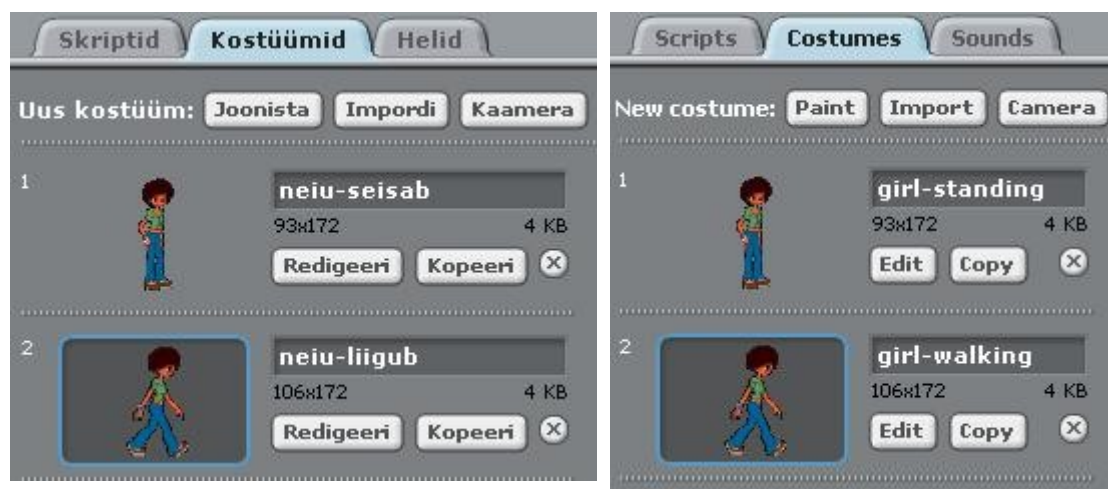 Skriptid Kostüümid Helid
Uus kostüüm: Joonista Impordi Kaamera
1
neiu-seisab
93x172 4 KB
Redigeeri Kopeeri
2
neiu-liigub
106x172 4 KB
Redigeeri Kopeeri
Scripts Costumes Sounds
New costume: Paint Import Camera
1
girl-standing
93x172 4 KB
Edit Copy
2
girl-walking
106x172 4 KB
Edit Copy